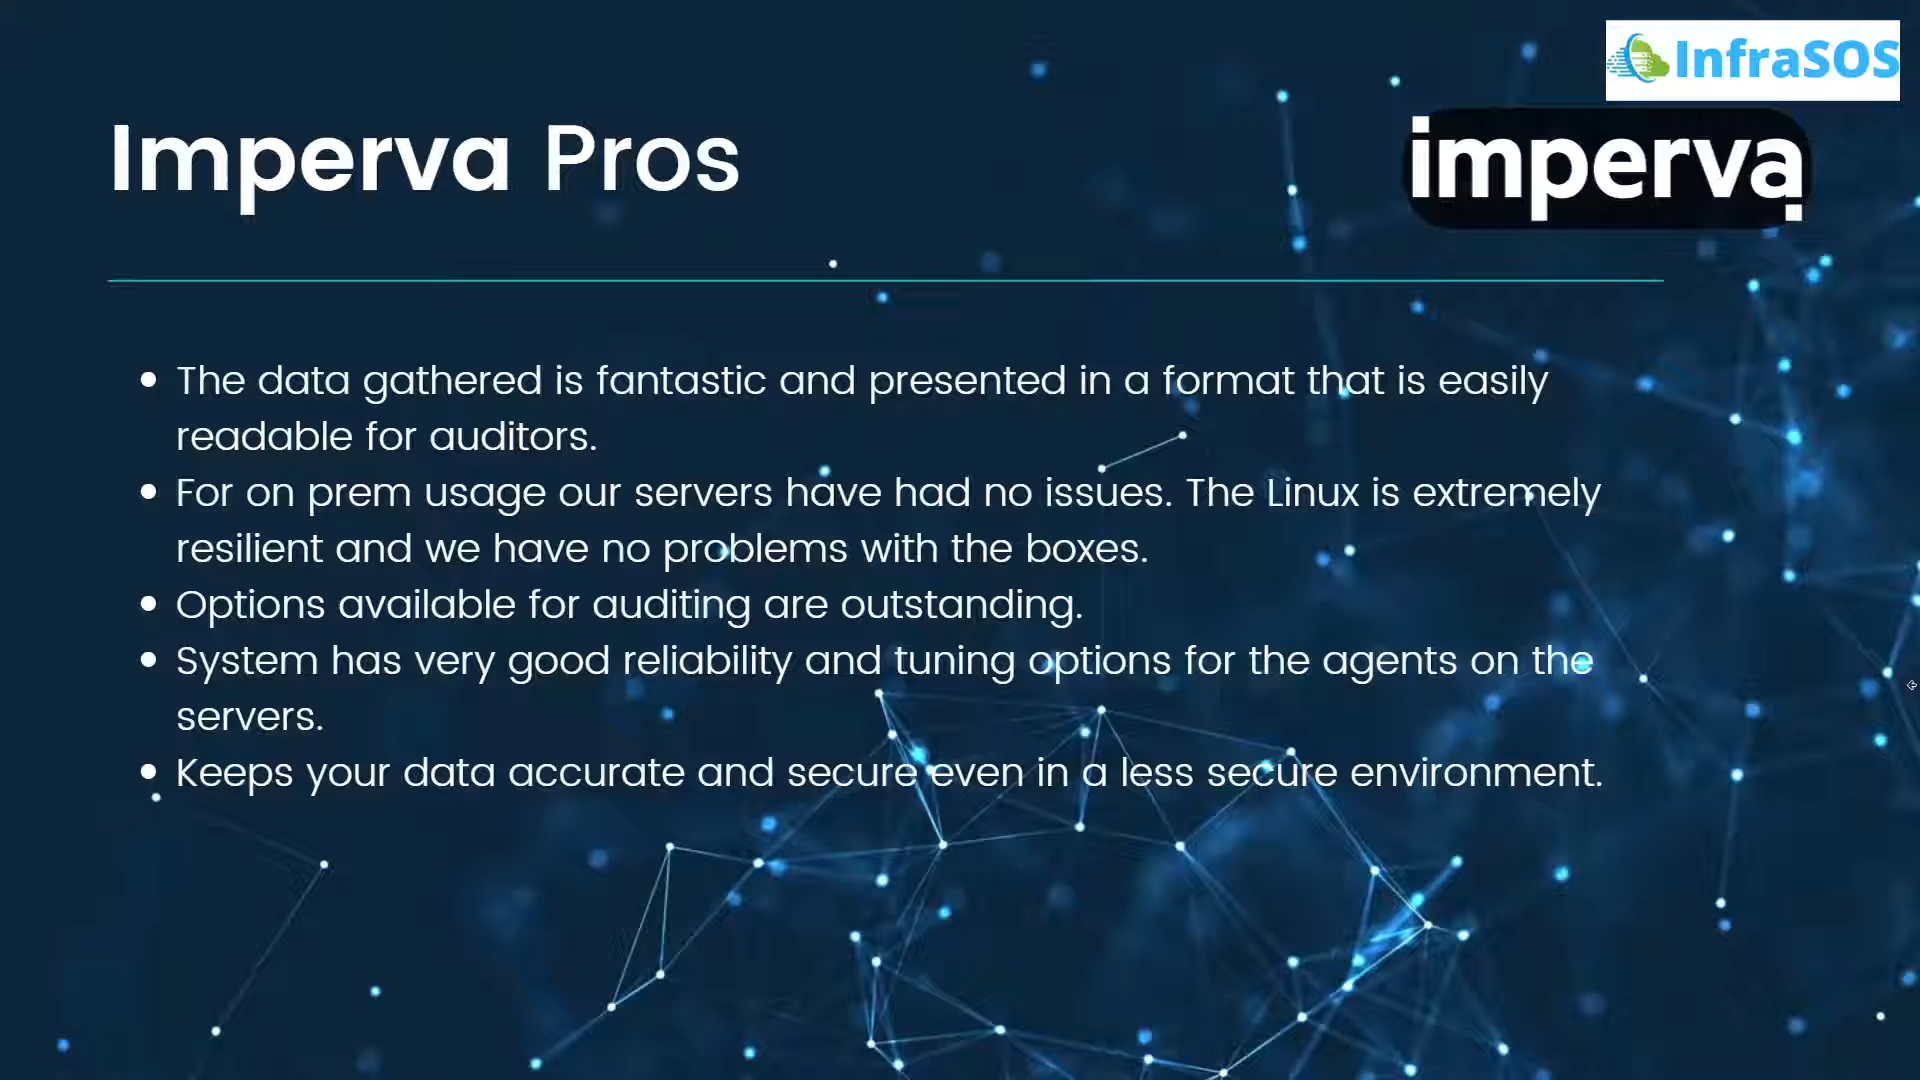 InfraSOS
Imperva Pros
imperva
• The data gathered is fantastic and presented in a format that is easily
readable for auditors.
• For on prem usage our servers have had no issues. The Linux is extremely
resilient and we have no problems with the boxes.
• Options available for auditing are outstanding.
• System has very good reliability and tuning options for the agents on the
servers.
• Keeps your data accurate and secure even in a less secure environment.